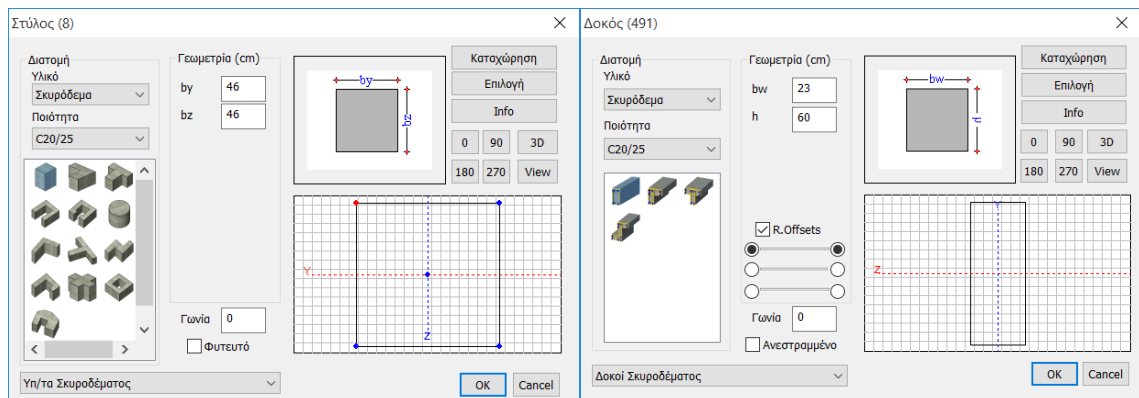 Στύλος (8)
Διατομή
Υλικό
Σκυρόδεμα
Ποιότητα
C20/25
Γεωμετρία (cm)
by 46
bz 46
by
bz
Καταχώρηση
Επιλογή
Info
0 90 3D
180 270 View
Y
Z
Γωνία 0
Φυτευτό
Υπ/τα Σκυροδέματος
OK Cancel
Δοκός (491)
Διατομή
Υλικό
Σκυρόδεμα
Ποιότητα
C20/25
Γεωμετρία (cm)
bw 23
h 60
bw
h
Καταχώρηση
Επιλογή
Info
0 90 3D
180 270 View
R.Offsets
Y
Z
Γωνία 0
Ανεστραμμένο
Δοκοί Σκυροδέματος
OK Cancel